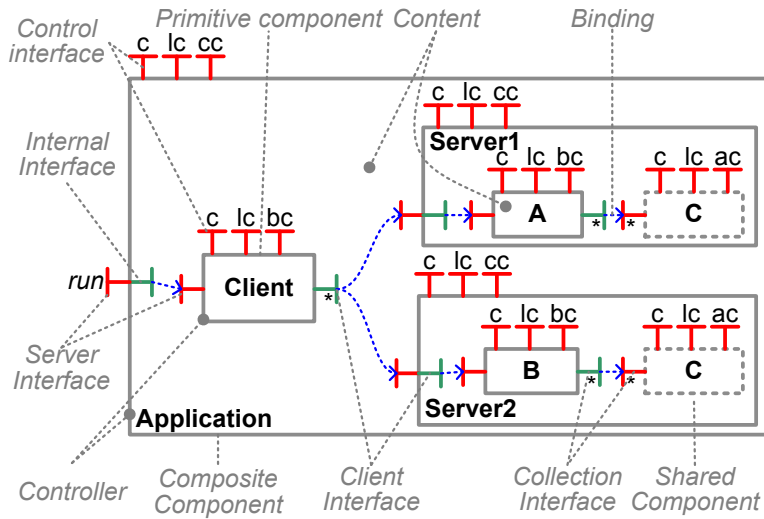 Control
interface
c lc cc
Primitive component
Content
Binding
c lc cc
Server1
Internal
Interface
c lc bc
c lc ac
A
C
* *
c lc bc
c lc cc
run
Client
*
c lc bc
c lc ac
B
C
* *
Server
Interface
Application
Server2
Controller
Composite
Component
Client
Interface
Collection
Interface
Shared
Component